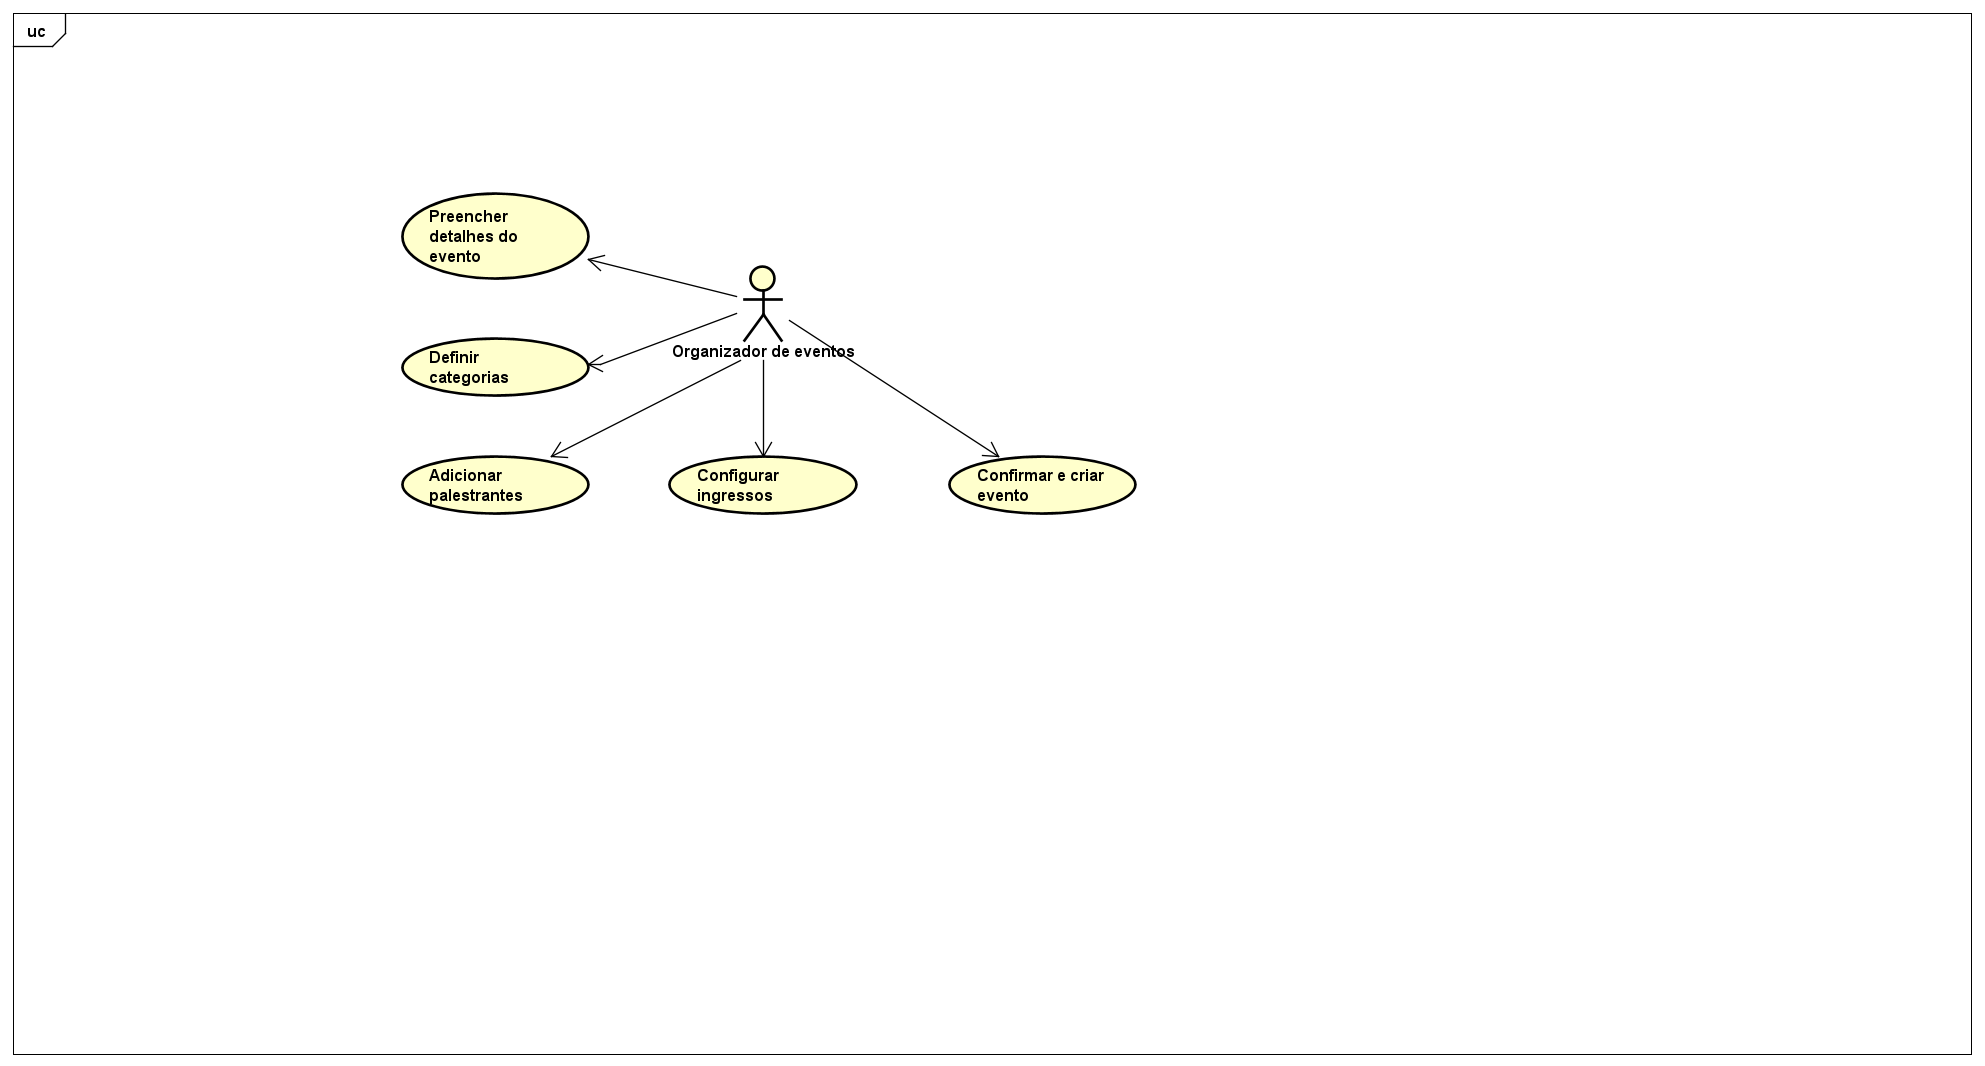 uc
Preencher
detalhes do
evento
Organizador de eventos
Definir
categorias
Adicionar
palestrantes
Configurar
ingressos
Confirmar e criar
evento